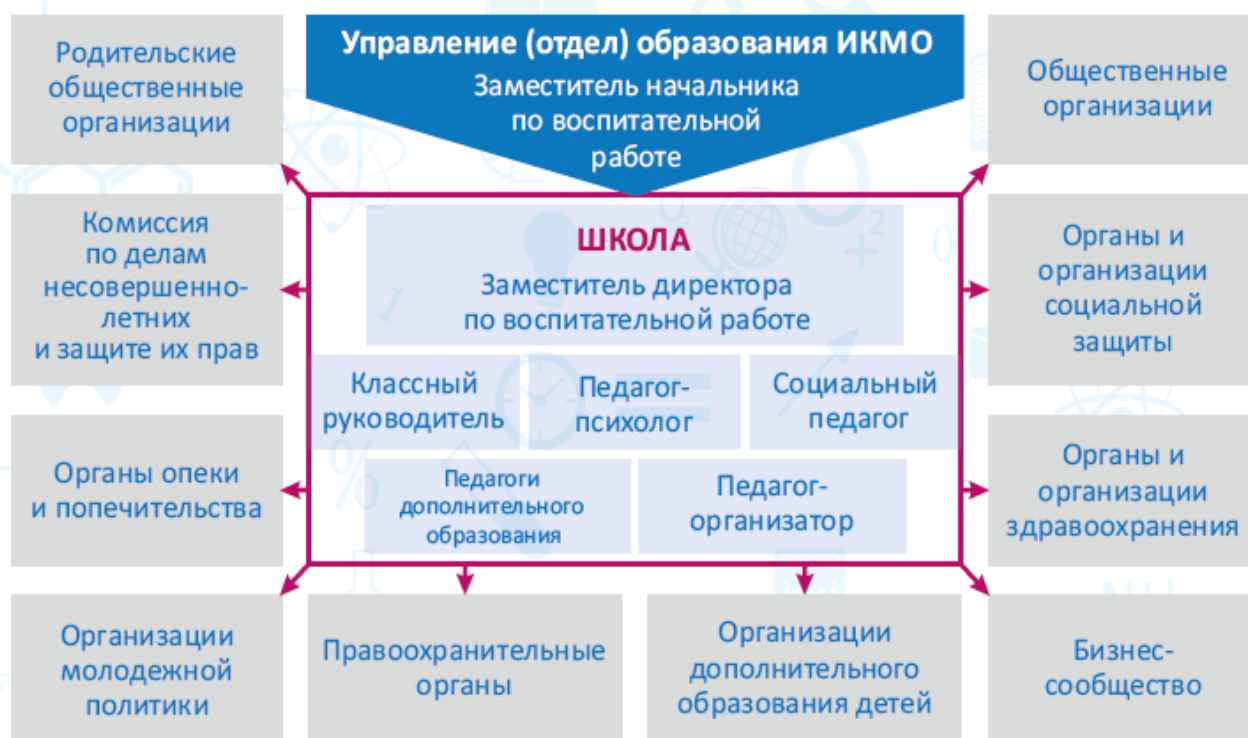 Управление (отдел) образования ИКМО
Заместитель начальника
по воспитательной
работе
Родительские
общественные
организации
Общественные
организации
Комиссия
по делам
несовершенно-
летних
и защите их прав
ШКОЛА
Заместитель директора
по воспитательной работе
Органы и
организации
социальной
защиты
Классный
руководитель
Педагог-
психолог
Социальный
педагог
Органы опеки
и попечительства
Педагоги
дополнительного
образования
Педагог-
организатор
Органы и
организации
здравоохранения
Организации
молодежной
политики
Правоохранительные
органы
Организации
дополнительного
образования детей
Бизнес-
сообщество